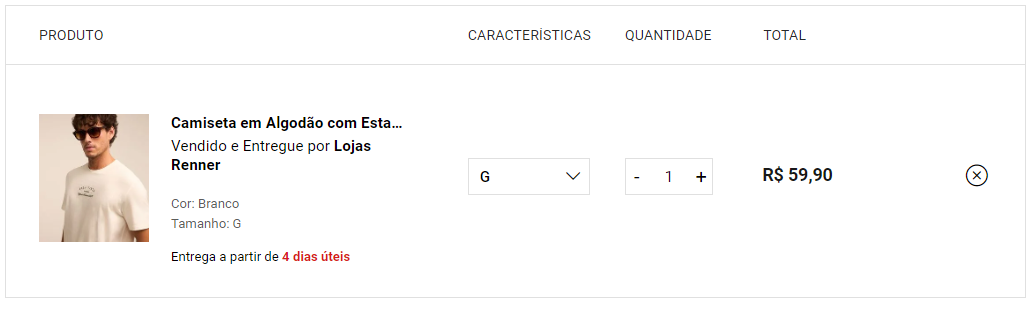 PRODUTO CARACTERÍSTICAS QUANTIDADE TOTAL
Camiseta em Algodão com Esta...
Vendido e Entregue por Lojas
Renner
G - 1 + R$ 59,90
Cor: Branco
Tamanho: G
Entrega a partir de 4 dias úteis